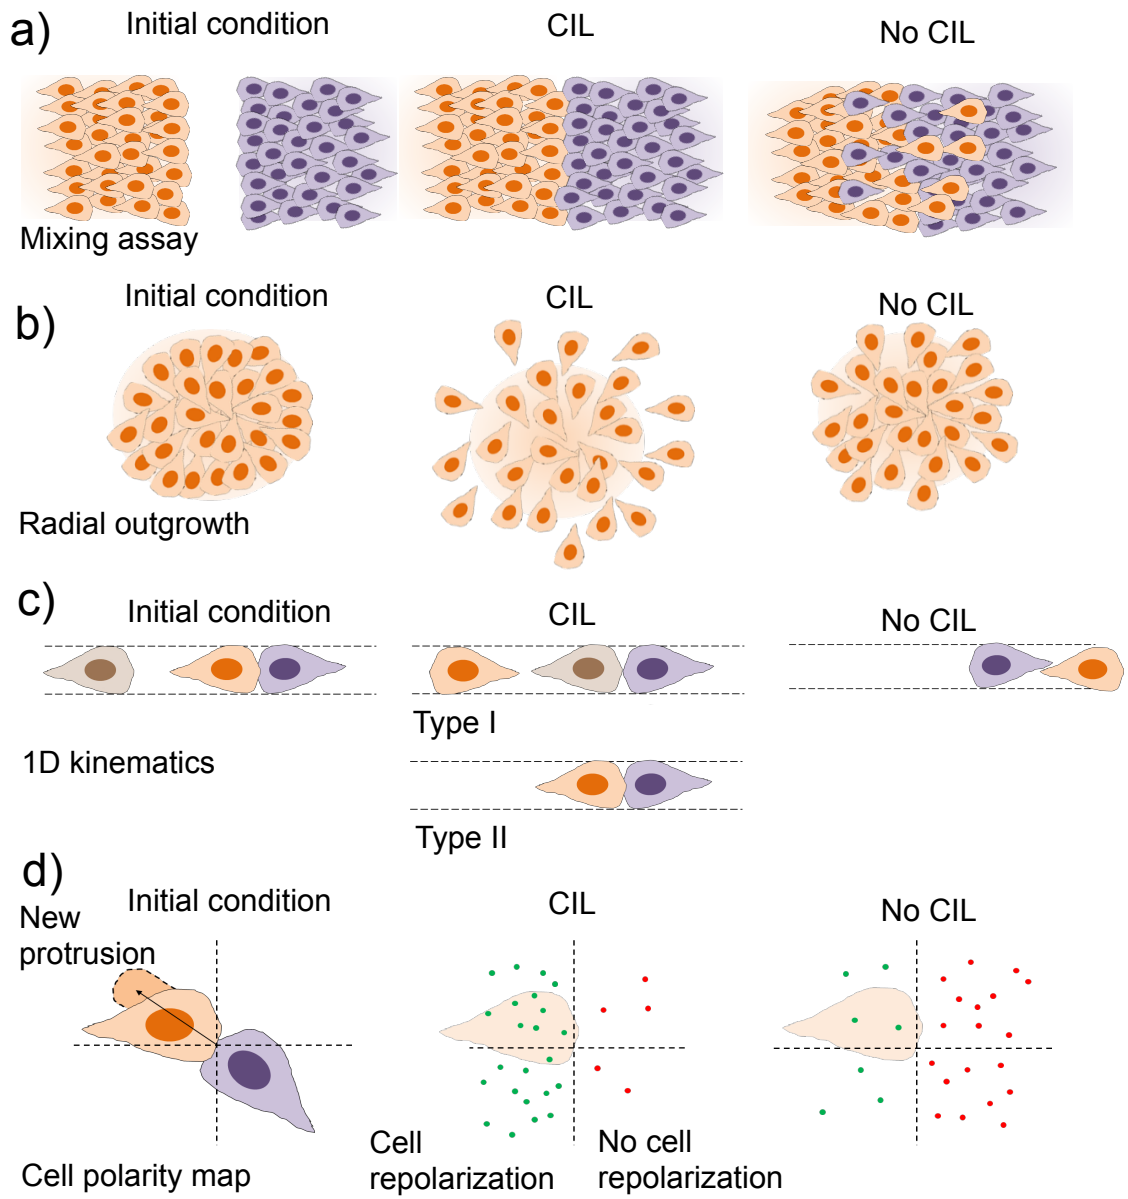 a)
Initial condition
CIL
No CIL
Mixing assay
b)
Initial condition
CIL
No CIL
Radial outgrowth
c)
Initial condition
CIL
No CIL
Type I
1D kinematics
Type II
d)
Initial condition
CIL
No CIL
New
protrusion
Cell
repolarization
No cell
repolarization
Cell polarity map